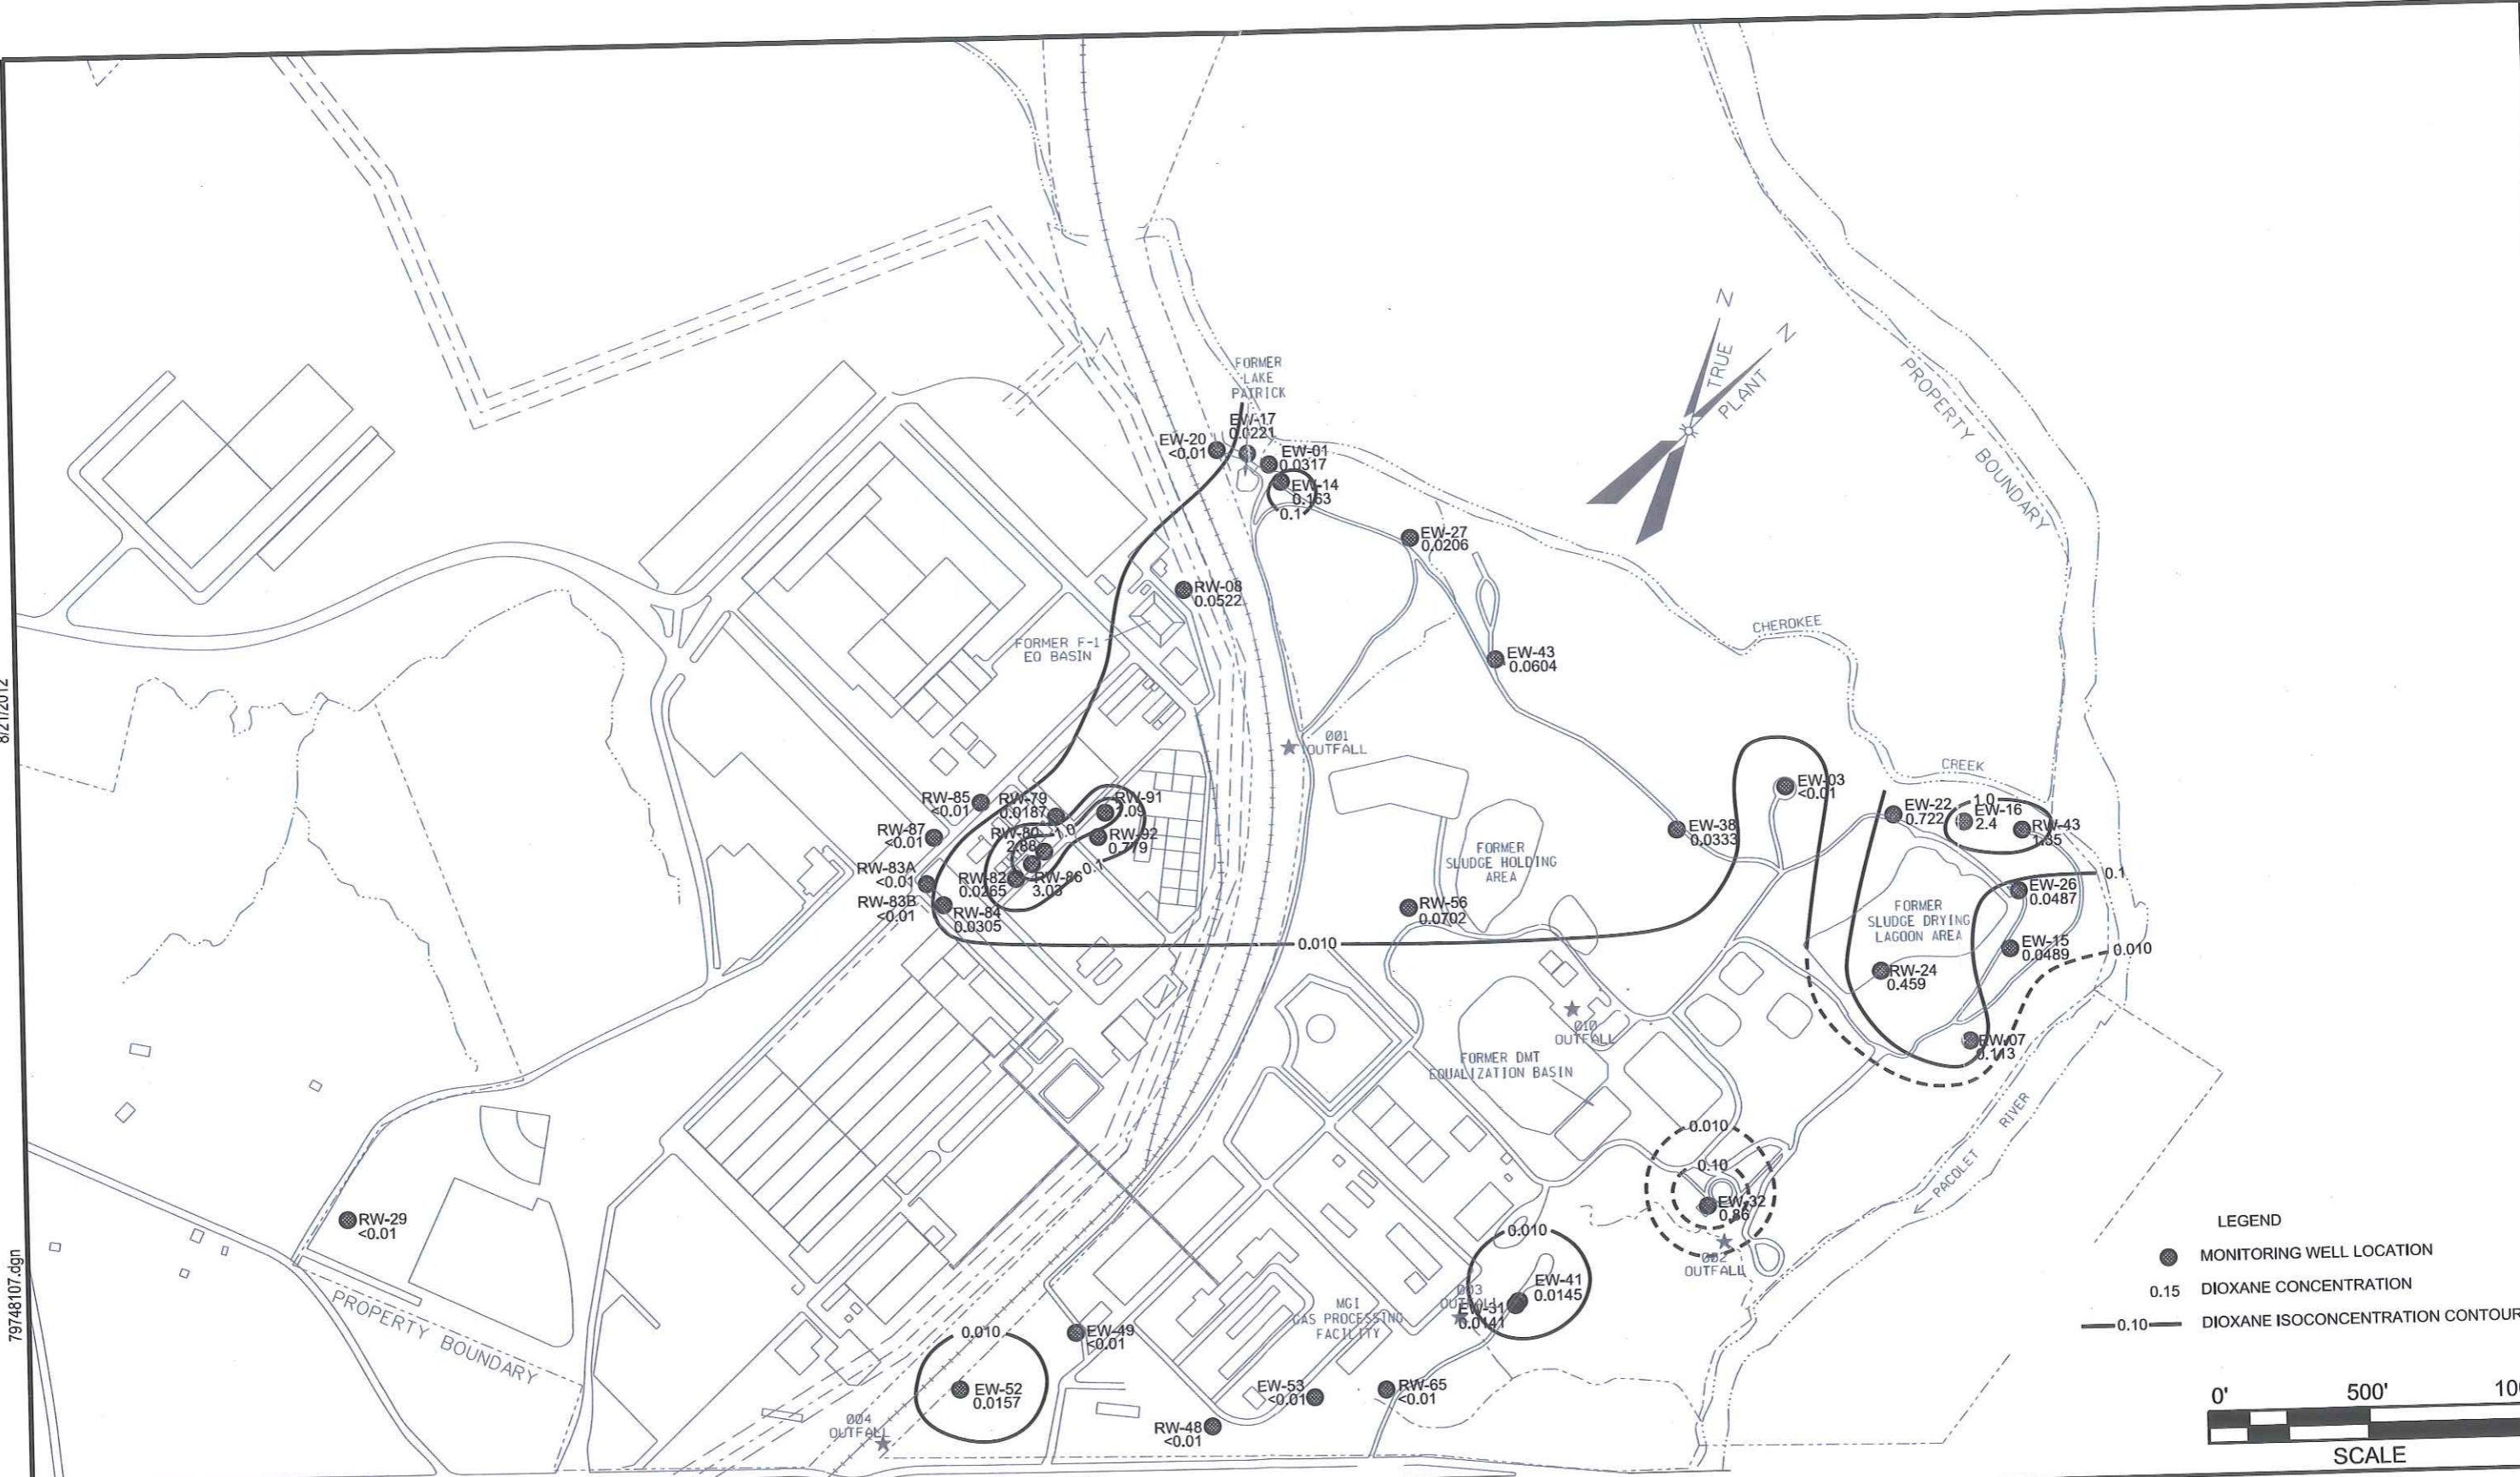 8/21/2012
79748107.dgn
FORMER
LAKE
PATRICK
EW-17
0.0221
EW-20
<0.01
EW-01
0.0317
EW-14
0.163
0.1
EW-27
0.0206
RW-08
0.0522
FORMER F-1
EQ BASIN
EW-43
0.0604
N
N
TRUE
PLANT
PROPERTY BOUNDARY
CHEROKEE
CREEK
001
OUTFALL
RW-85
<0.01
RW-79
0.0187
RW-91
RW-87
<0.01
RW-80
2.88
1.0
RW-92
0.779
0.1
RW-83A
<0.01
RW-82
0.0265
RW-86
3.03
RW-83B
<0.01
RW-84
0.0305
0.010
FORMER
SLUDGE HOLDING
AREA
RW-56
0.0702
EW-38
0.0333
EW-03
<0.01
EW-22
0.722
1.0
EW-16
2.4
RW-43
1.35
0.1
EW-26
0.0487
FORMER
SLUDGE DRYING
LAGOON AREA
EW-15
0.0489
0.010
RW-24
0.459
RW-07
0.113
010
OUTFALL
FORMER DMT
EQUALIZATION BASIN
0.010
0.10
EW-32
0.86
002
OUTFALL
PACOLET
RIVER
0.010
EW-41
0.0145
003
OUTFALL
EW-31
0.0141
MGI
GAS PROCESSING
FACILITY
RW-29
<0.01
PROPERTY BOUNDARY
0.010
EW-49
<0.01
EW-52
0.0157
EW-53
<0.01
RW-65
<0.01
RW-48
<0.01
004
OUTFALL
LEGEND
MONITORING WELL LOCATION
0.15 DIOXANE CONCENTRATION
0.10 DIOXANE ISOCONCENTRATION CONTOUR
0' 500'
SCALE